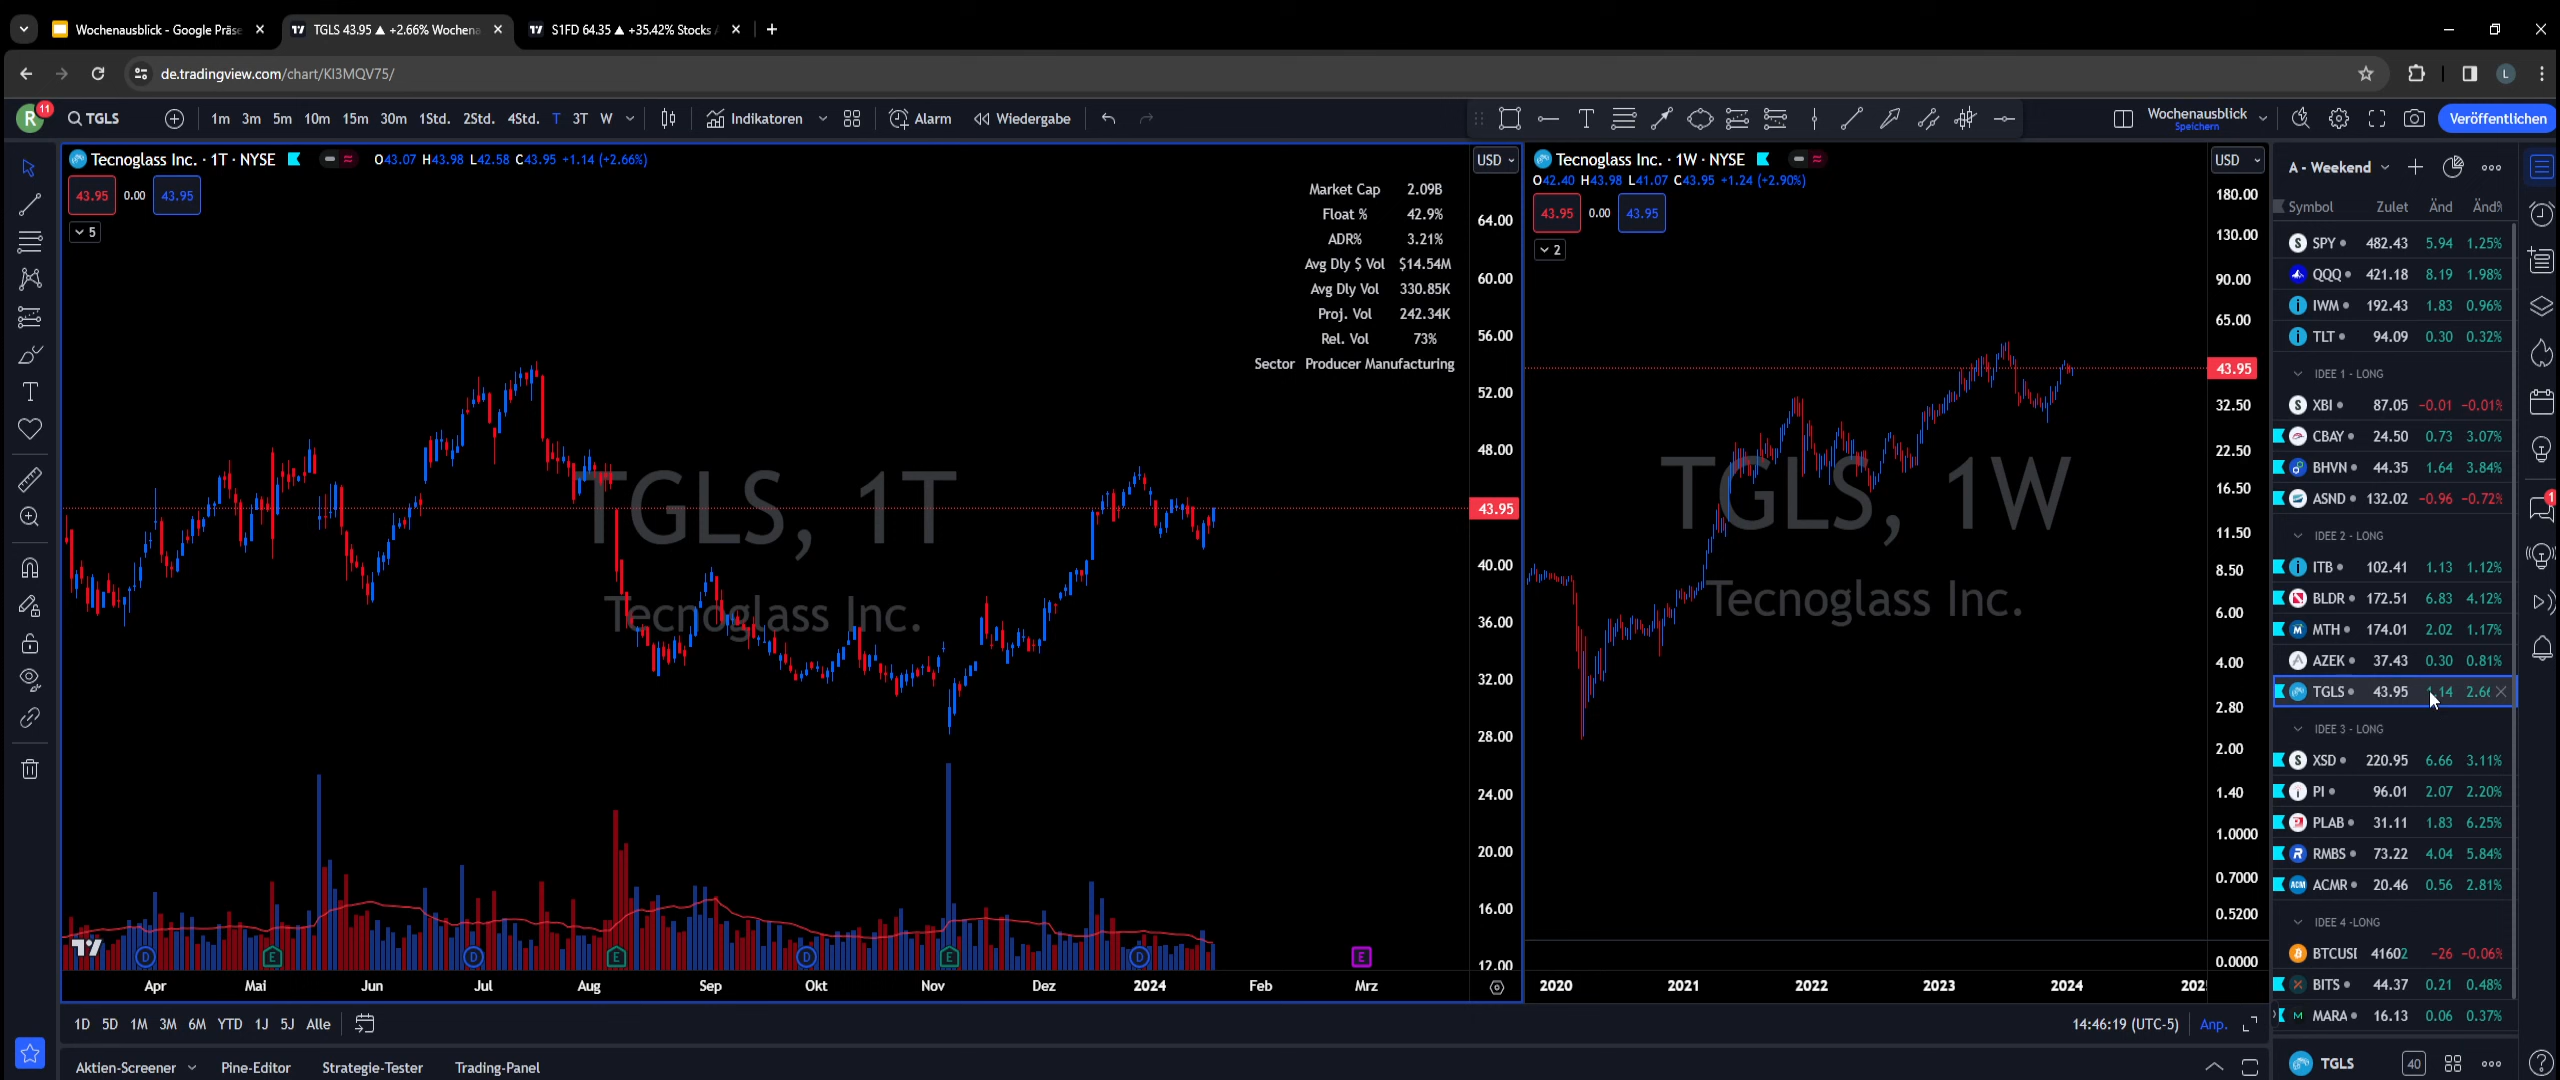 Wochenausblick - Google Präse
TGLS 43.95 ▲ +2.66% Wochena
S1FD 64.35 ▲ +35.42% Stocks
de.tradingview.com/chart/KI3MQV75/
L
R 11 TGLS 1m 3m 5m 10m 15m 30m 1Std. 2Std. 4Std. T 3T W Indikatoren Alarm Wiedergabe Wochenausblick Veröffentlichen
Speichern
Tecnoglass Inc. · 1T · NYSE O43.07 H43.98 L42.58 C43.95 +1.14 (+2.66%)
43.95 0.00 43.95
5
Market Cap 2.09B
Float % 42.9%
ADR% 3.21%
Avg Dly $ Vol $14.54M
Avg Dly Vol 330.85K
Proj. Vol 242.34K
Rel. Vol 73%
Sector Producer Manufacturing
USD
64.00
60.00
56.00
52.00
48.00
43.95
40.00
36.00
32.00
28.00
24.00
20.00
16.00
12.00
TGLS, 1T
Tecnoglass Inc.
D E D E D E D E
Apr Mai Jun Jul Aug Sep Okt Nov Dez 2024 Feb Mrz
Tecnoglass Inc. · 1W · NYSE
O42.40 H43.98 L41.07 C43.95 +1.24 (+2.90%)
43.95 0.00 43.95
2
USD
180.00
130.00
90.00
65.00
43.95
32.50
22.50
16.50
11.50
8.50
6.00
4.00
2.80
2.00
1.40
1.0000
0.7000
0.5200
0.0000
TGLS, 1W
Tecnoglass Inc.
2020 2021 2022 2023 2024 202
A - Weekend
Symbol Zulet Änd Änd%
SPY 482.43 5.94 1.25%
QQQ 421.18 8.19 1.98%
IWM 192.43 1.83 0.96%
TLT 94.09 0.30 0.32%
IDEE 1 - LONG
XBI 87.05 -0.01 -0.01%
CBAY 24.50 0.73 3.07%
BHVN 44.35 1.64 3.84%
ASND 132.02 -0.96 -0.72%
IDEE 2 - LONG
ITB 102.41 1.13 1.12%
BLDR 172.51 6.83 4.12%
MTH 174.01 2.02 1.17%
AZEK 37.43 0.30 0.81%
TGLS 43.95 1.14 2.66
IDEE 3 - LONG
XSD 220.95 6.66 3.11%
PI 96.01 2.07 2.20%
PLAB 31.11 1.83 6.25%
RMBS 73.22 4.04 5.84%
ACMR 20.46 0.56 2.81%
IDEE 4 -LONG
BTCUSI 41602 -26 -0.06%
BITS 44.37 0.21 0.48%
MARA 16.13 0.06 0.37%
TGLS 40
1D 5D 1M 3M 6M YTD 1J 5J Alle
14:46:19 (UTC-5) Anp.
Aktien-Screener Pine-Editor Strategie-Tester Trading-Panel